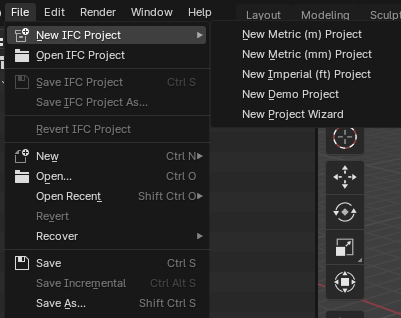 File Edit Render Window Help Layout Modeling Sculpt
New IFC Project
Open IFC Project
Save IFC Project Ctrl S
Save IFC Project As...
Revert IFC Project
New Ctrl N
Open... Ctrl O
Open Recent Shift Ctrl O
Revert
Recover
Save Ctrl S
Save Incremental Ctrl Alt S
Save As... Shift Ctrl S
New Metric (m) Project
New Metric (mm) Project
New Imperial (ft) Project
New Demo Project
New Project Wizard